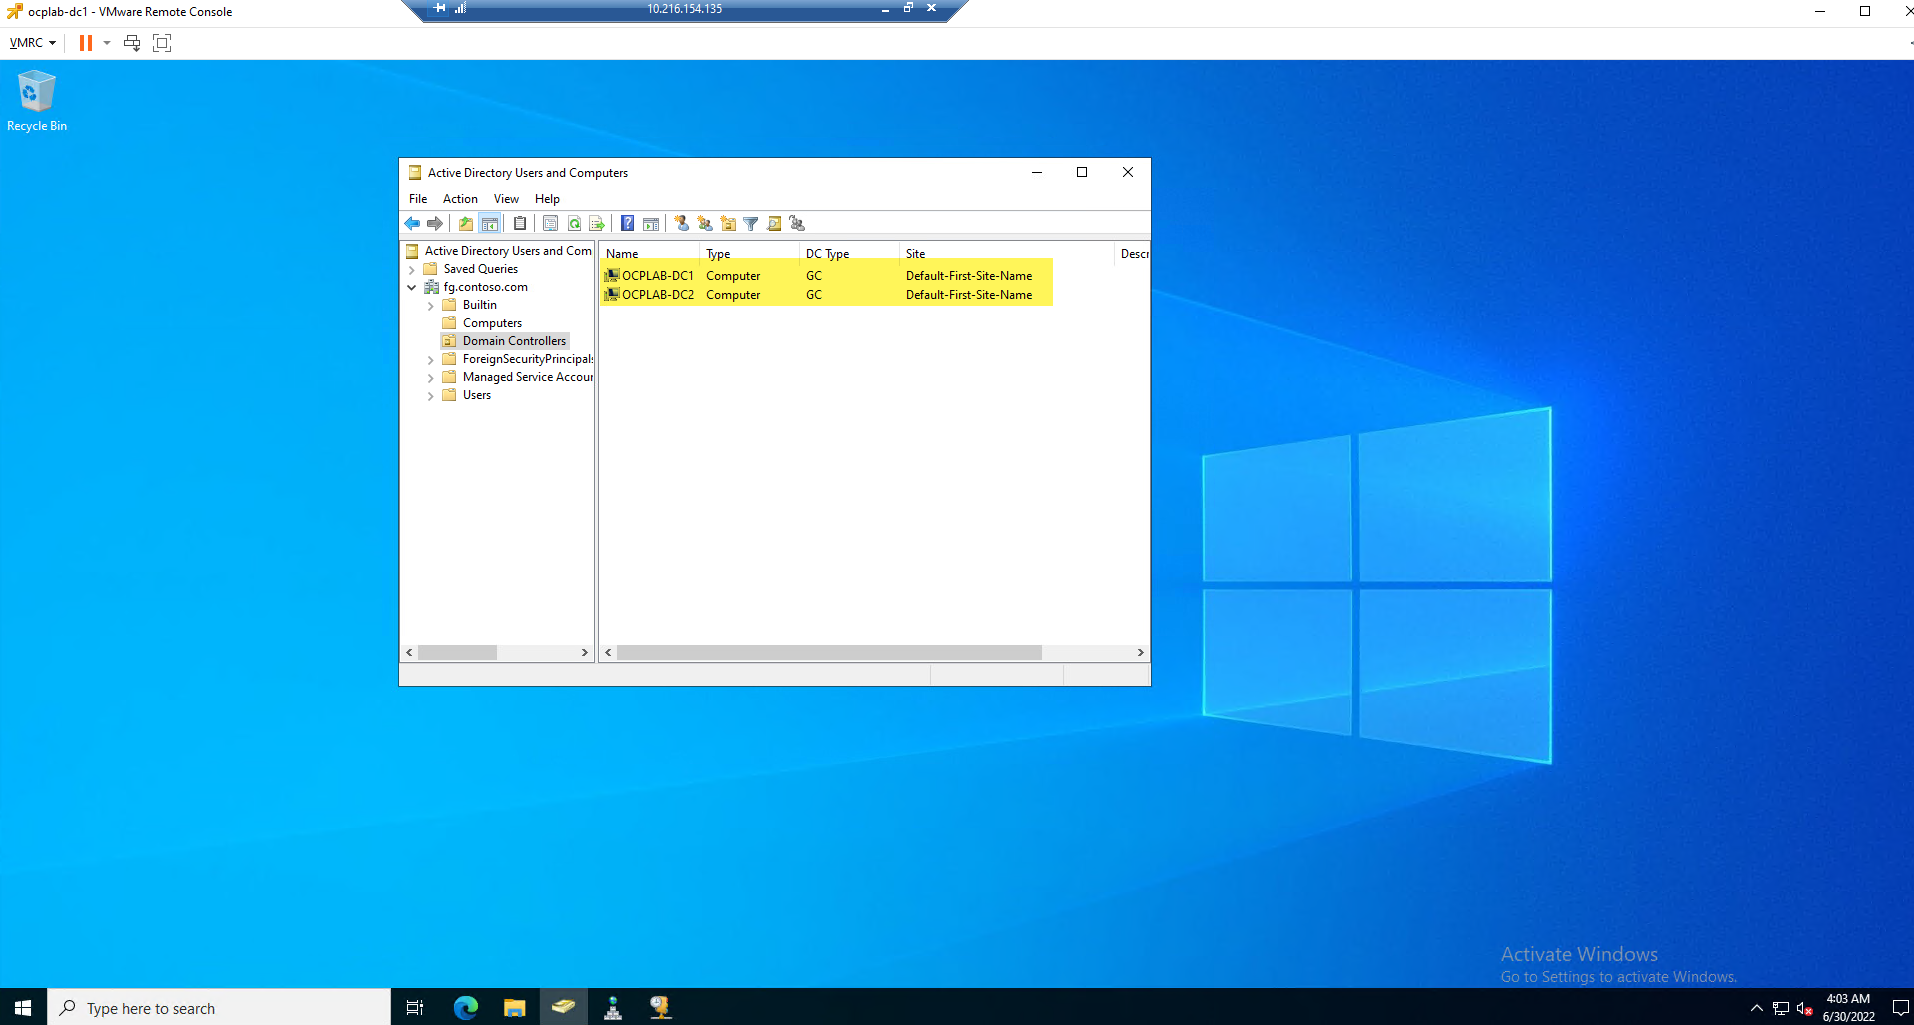 ocplab-dc1 - VMware Remote Console
10.216.154.135
VMRC
Recycle Bin
Active Directory Users and Computers
File Action View Help
Active Directory Users and Com
Saved Queries
fg.contoso.com
Builtin
Computers
Domain Controllers
ForeignSecurityPrincipals
Managed Service Accour
Users
Name Type DC Type Site Descr
OCPLAB-DC1 Computer GC Default-First-Site-Name
OCPLAB-DC2 Computer GC Default-First-Site-Name
Activate Windows
Go to Settings to activate Windows.
Type here to search
4:03 AM
6/30/2022